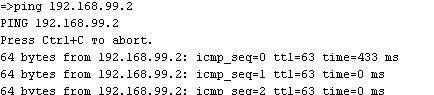 =>ping 192.168.99.2
PING 192.168.99.2
Press Ctrl+C to abort.
64 bytes from 192.168.99.2: icmp_seq=0 ttl=63 time=433 ms
64 bytes from 192.168.99.2: icmp_seq=1 ttl=63 time=0 ms
64 bytes from 192.168.99.2: icmp_seq=2 ttl=63 time=0 ms